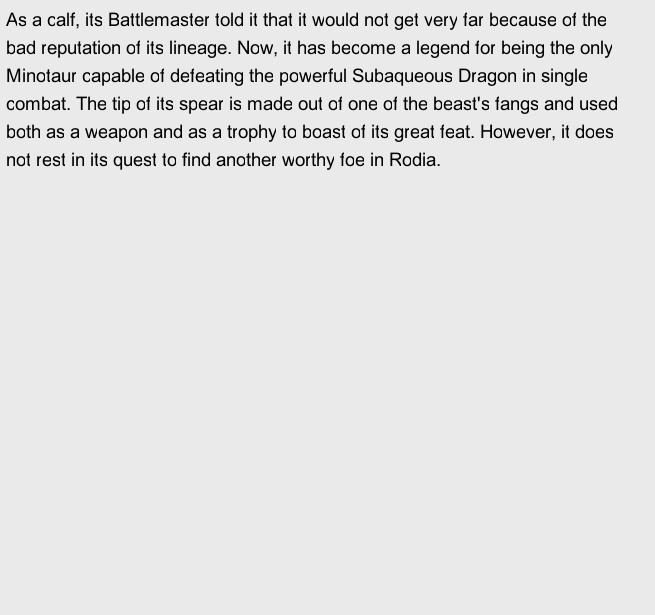 As a calf, its Battlemaster told it that it would not get very far because of the
bad reputation of its lineage. Now, it has become a legend for being the only
Minotaur capable of defeating the powerful Subaqueous Dragon in single
combat. The tip of its spear is made out of one of the beast's fangs and used
both as a weapon and as a trophy to boast of its great feat. However, it does
not rest in its quest to find another worthy foe in Rodia.